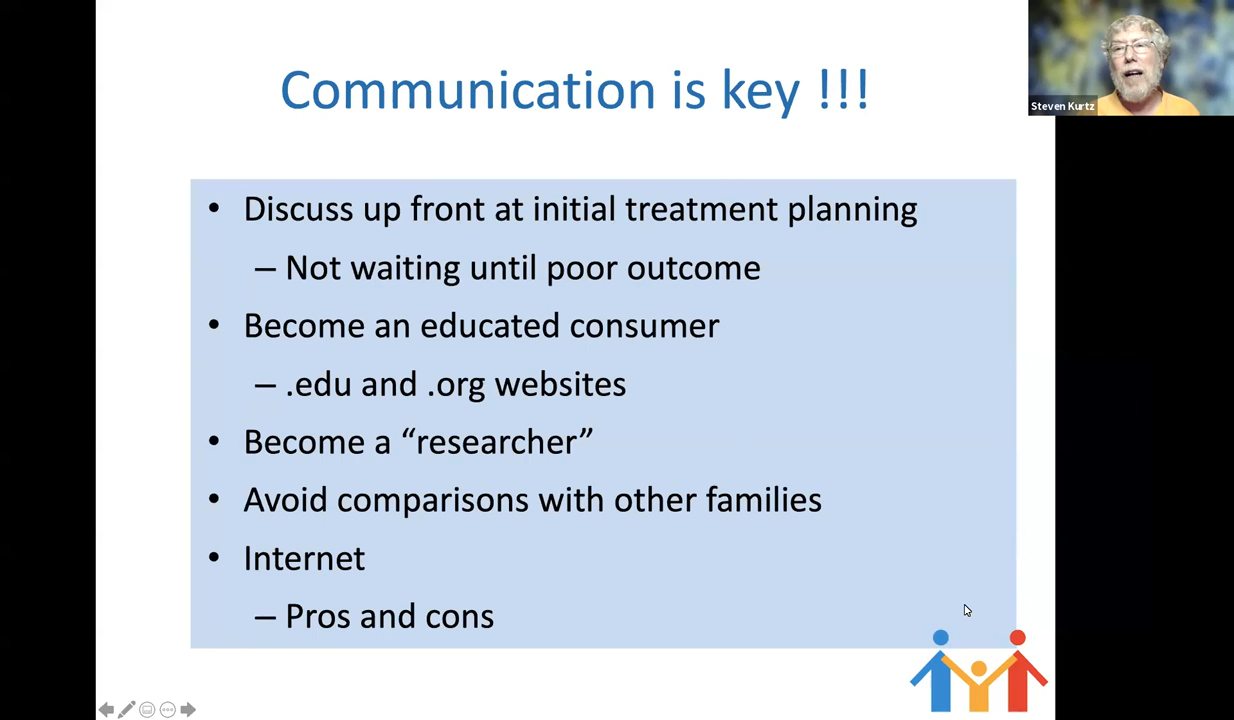 Communication is key !!!
Steven Kurtz
• Discuss up front at initial treatment planning
– Not waiting until poor outcome
• Become an educated consumer
– .edu and .org websites
• Become a “researcher”
• Avoid comparisons with other families
• Internet
– Pros and cons